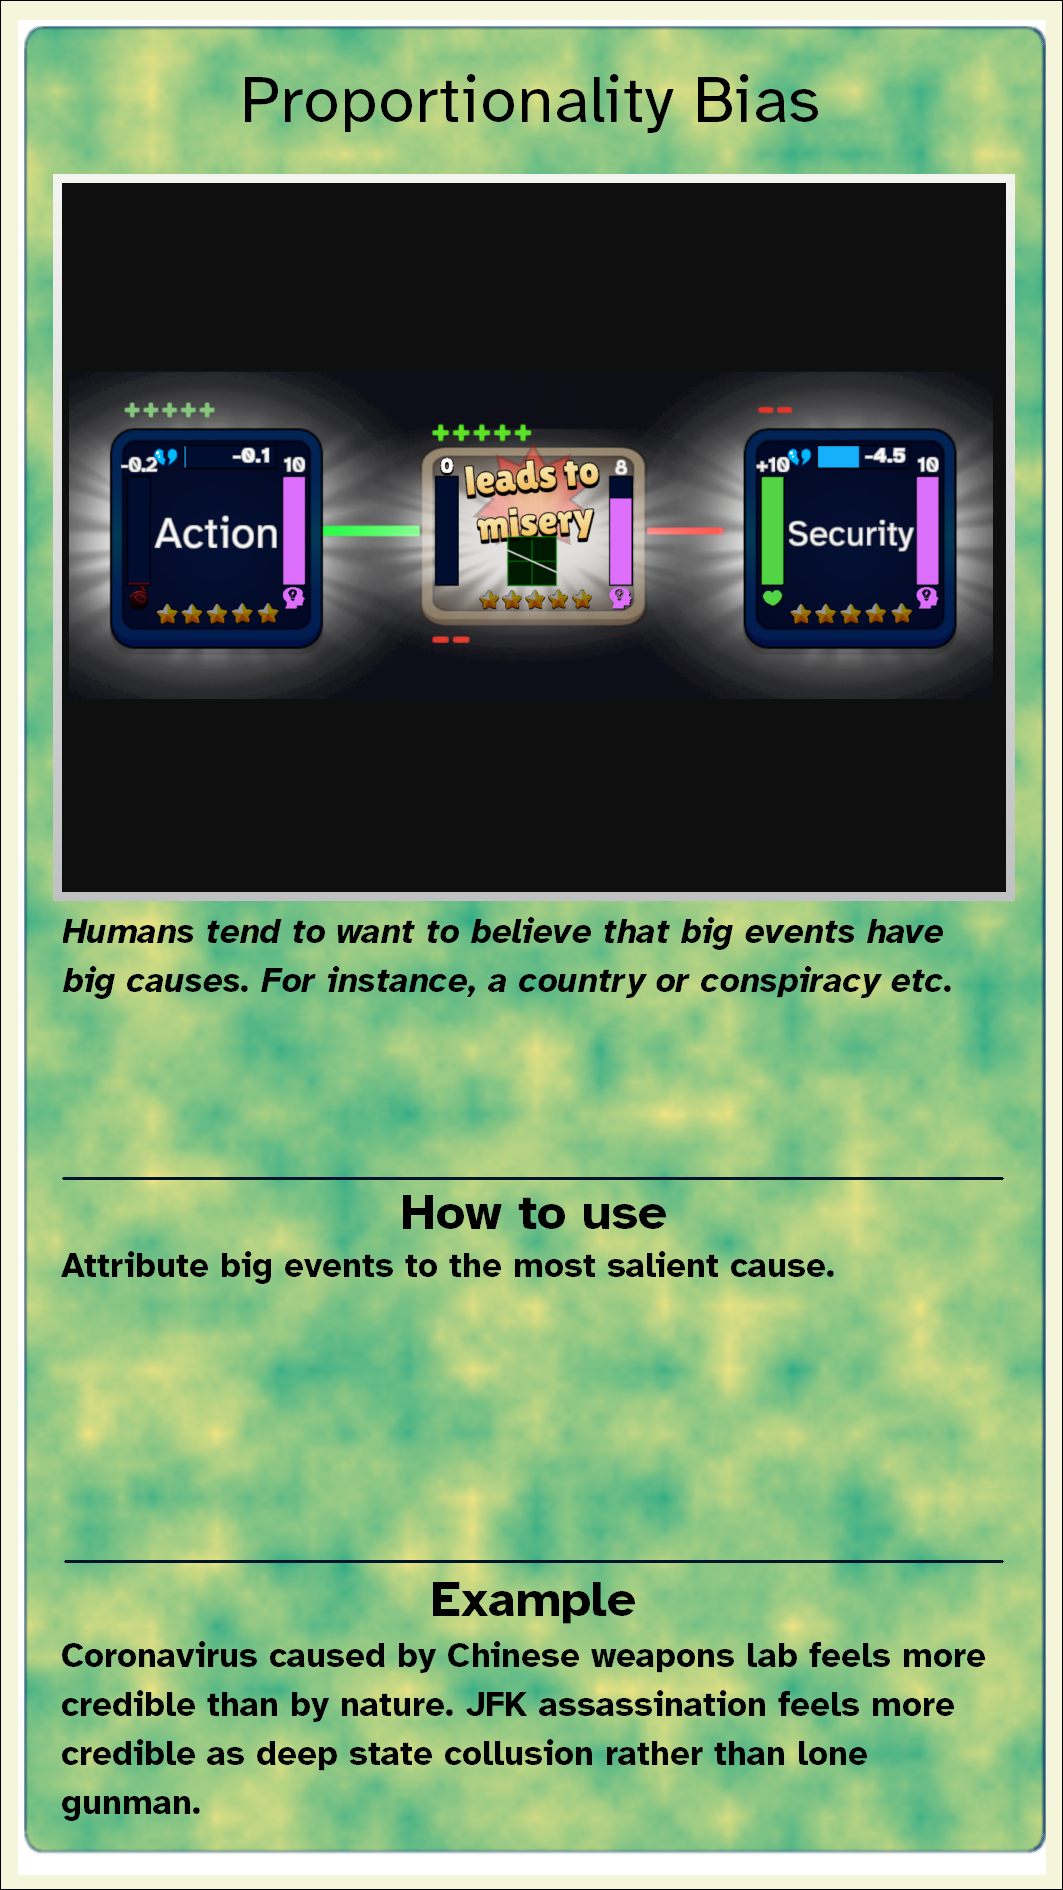 Proportionality Bias
+++++
-0.2 -0.1 10
Action
+++++
0 8
leads to
misery
--
--
+10 -4.5 10
Security
Humans tend to want to believe that big events have
big causes. For instance, a country or conspiracy etc.
How to use
Attribute big events to the most salient cause.
Example
Coronavirus caused by Chinese weapons lab feels more
credible than by nature. JFK assassination feels more
credible as deep state collusion rather than lone
gunman.